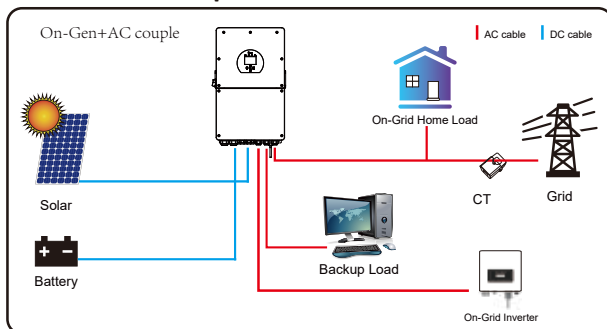 On-Gen+AC couple
AC cable
DC cable
On-Grid Home Load
CT
Grid
Solar
Backup Load
Battery
On-Grid Inverter